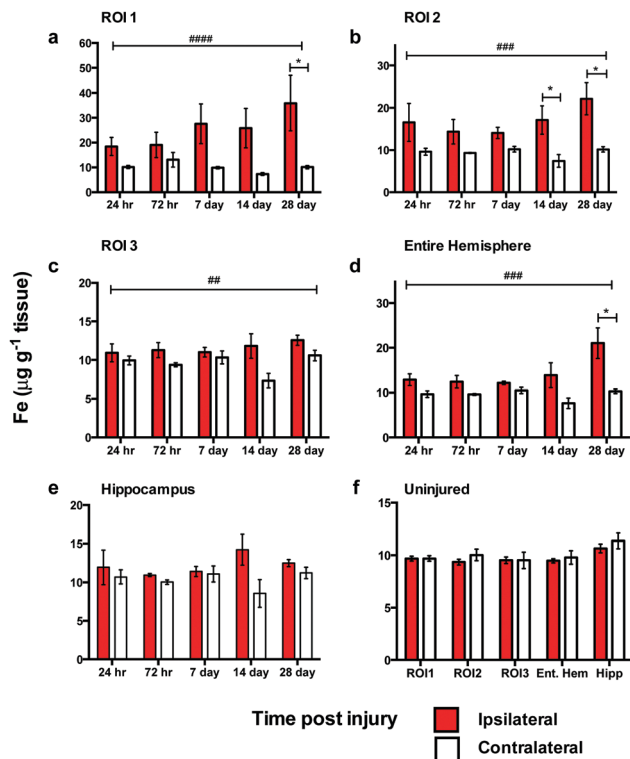 ROI 1
a
####
*
60
50
40
30
20
10
0
24 hr 72 hr 7 day 14 day 28 day
ROI 2
b
###
*
*
30
20
10
0
24 hr 72 hr 7 day 14 day 28 day
ROI 3
c
##
20
15
10
5
0
24 hr 72 hr 7 day 14 day 28 day
Entire Hemisphere
d
###
*
30
20
10
0
24 hr 72 hr 7 day 14 day 28 day
Fe (μg g⁻¹ tissue)
Hippocampus
e
20
15
10
5
0
24 hr 72 hr 7 day 14 day 28 day
Uninjured
f
15
10
5
0
ROI1 ROI2 ROI3 Ent. Hem Hipp
Time post injury
Ipsilateral
Contralateral